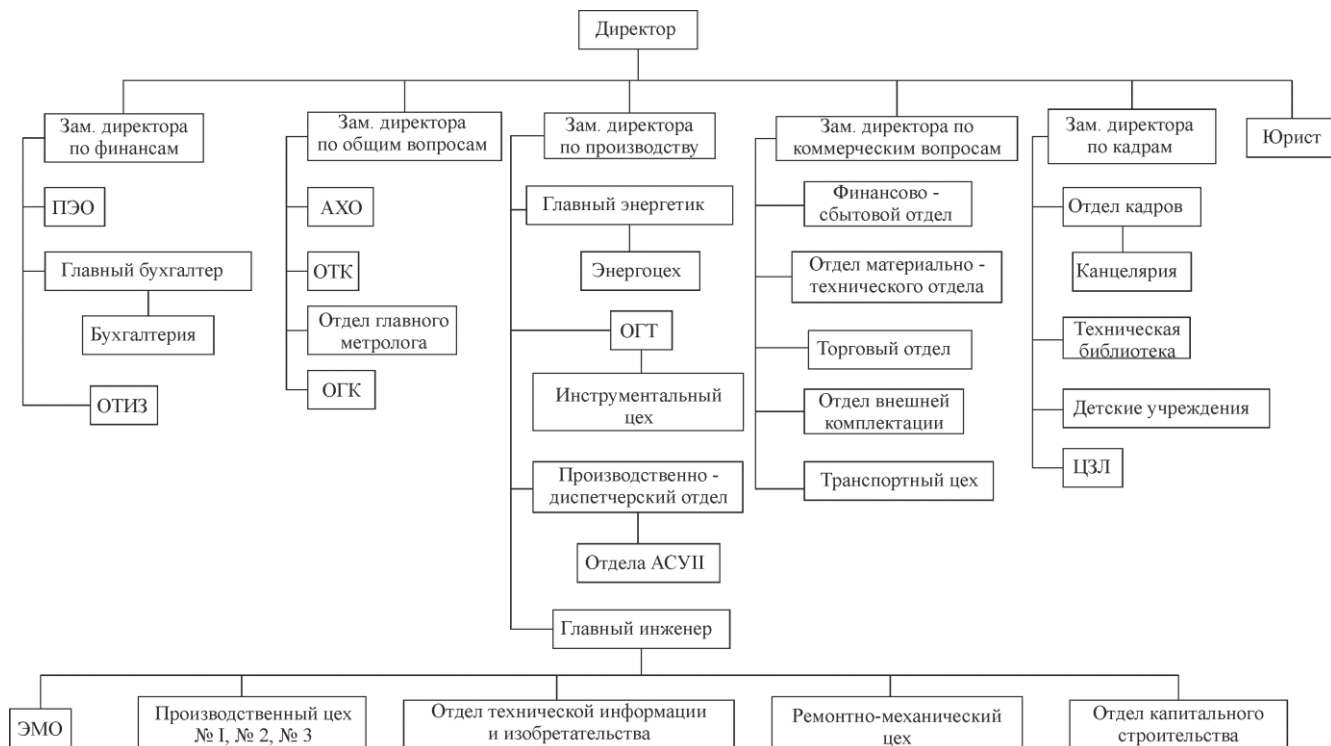 Директор
Зам. директора
по финансам
ПЭО
Главный бухгалтер
Бухгалтерия
ОТИЗ
Зам. директора
по общим вопросам
АХО
ОТК
Отдел главного
метролога
ОГК
Зам. директора
по производству
Главный энергетик
Энергоцех
ОГТ
Инструментальный
цех
Производственно -
диспетчерский отдел
Отдела АСУII
Главный инженер
Зам. директора по
коммерческим вопросам
Финансово -
сбытовой отдел
Отдел материально -
технического отдела
Торговый отдел
Отдел внешней
комплектации
Транспортный цех
Зам. директора
по кадрам
Отдел кадров
Канцелярия
Техническая
библиотека
Детские учреждения
ЦЗЛ
Юрист
ЭМО
Производственный цех
№ I, № 2, № 3
Отдел технической информации
и изобретательства
Ремонтно-механический
цех
Отдел капитального
строительства